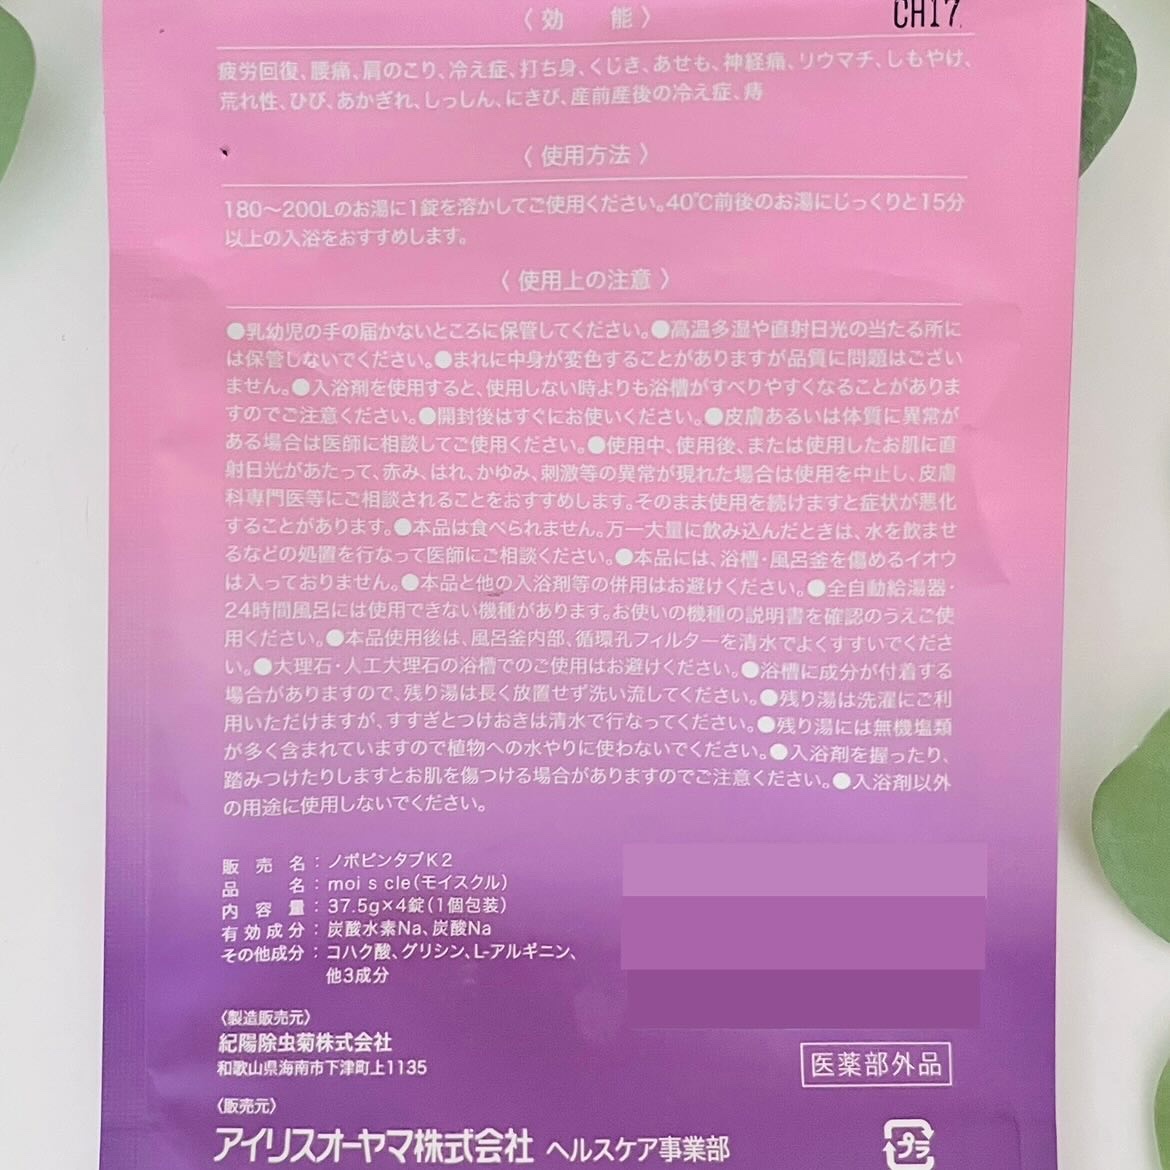 〈 効　能 〉
CH17
疲労回復、腰痛、肩のこり、冷え症、打ち身、くじき、あせも、神経痛、リウマチ、しもやけ、
荒れ性、ひび、あかぎれ、しっしん、にきび、産前産後の冷え症、痔
〈 使用方法 〉
180〜200Lのお湯に1錠を溶かしてご使用ください。40℃前後のお湯にじっくりと15分
以上の入浴をおすすめします。
〈 使用上の注意 〉
●乳幼児の手の届かないところに保管してください。●高温多湿や直射日光の当たる所に
は保管しないでください。●まれに中身が変色することがありますが品質に問題はござい
ません。●入浴剤を使用すると、使用しない時よりも浴槽がすべりやすくなることがありま
すのでご注意ください。●開封後はすぐにお使いください。●皮膚あるいは体質に異常が
ある場合は医師に相談してご使用ください。●使用中、使用後、または使用したお肌に直
射日光があたって、赤み、はれ、かゆみ、刺激等の異常が現れた場合は使用を中止し、皮膚
科専門医等にご相談されることをおすすめします。そのまま使用を続けますと症状が悪化
することがあります。●本品は食べられません。万一大量に飲み込んだときは、水を飲ませ
るなどの処置を行なって医師にご相談ください。●本品には、浴槽・風呂釜を傷めるイオウ
は入っておりません。●本品と他の入浴剤等の併用はお避けください。●全自動給湯器・
24時間風呂には使用できない機種があります。お使いの機種の説明書を確認のうえご使
用ください。●本品使用後は、風呂釜内部、循環孔フィルターを清水でよくすすいでくださ
い。●大理石・人工大理石の浴槽でのご使用はお避けください。●浴槽に成分が付着する
場合がありますので、残り湯は長く放置せず洗い流してください。●残り湯は洗濯にご利
用いただけますが、すすぎとつけおきは清水で行なってください。●残り湯には無機塩類
が多く含まれていますので植物への水やりに使わないでください。●入浴剤を握ったり、
踏みつけたりしますとお肌を傷つける場合がありますのでご注意ください。●入浴剤以外
の用途に使用しないでください。
販売名：ノボピンタブK2
品名：moi s cle（モイスクル）
内容量：37.5g×4錠（1個包装）
有効成分：炭酸水素Na、炭酸Na
その他成分：コハク酸、グリシン、L-アルギニン、
他3成分
〈製造販売元〉
紀陽除虫菊株式会社
和歌山県海南市下津町上1135
医薬部外品
〈販売元〉
アイリスオーヤマ株式会社 ヘルスケア事業部
プラ